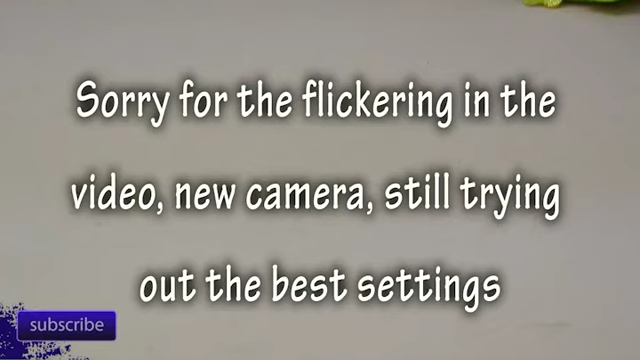 Sorry for the flickering in the
video, new camera, still trying
out the best settings
subscribe